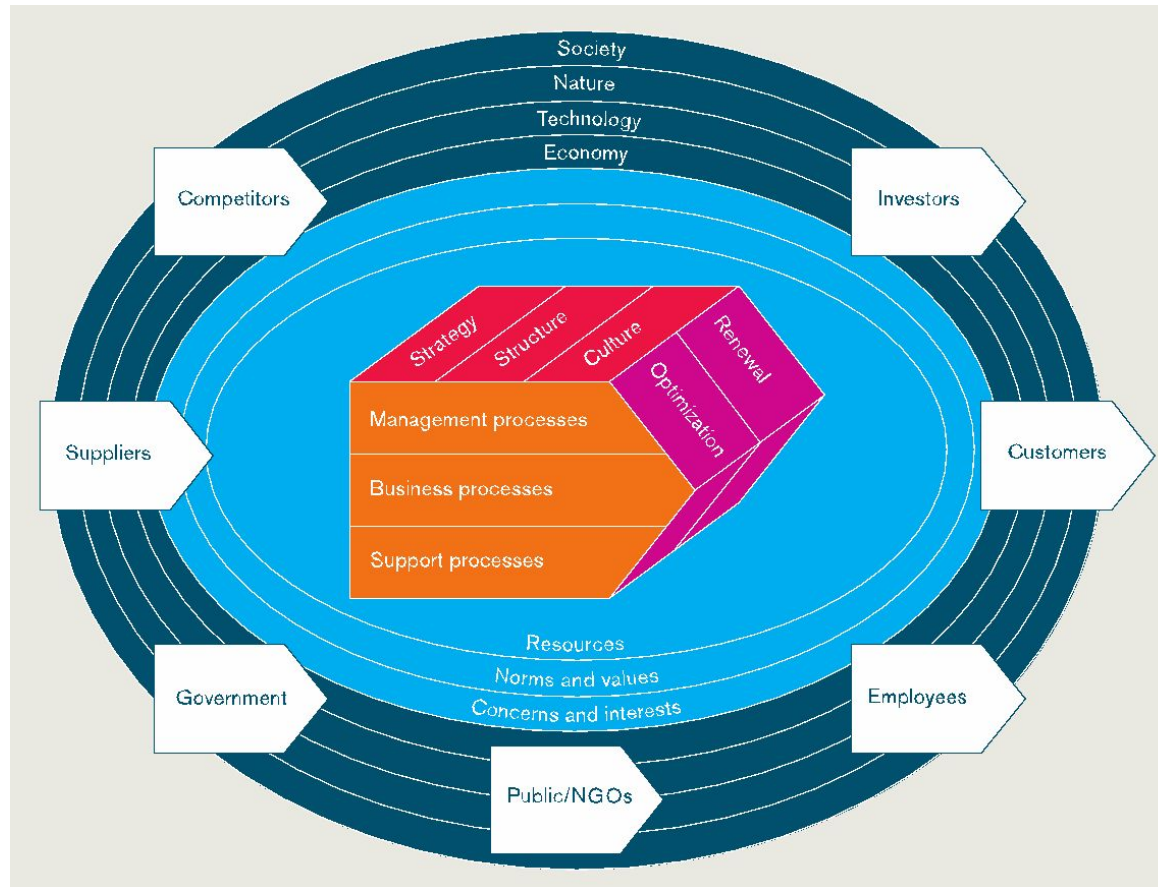 Society
Nature
Technology
Economy
Competitors
Investors
Strategy
Structure
Culture
Renewal
Optimization
Management processes
Business processes
Support processes
Suppliers
Customers
Resources
Norms and values
Concerns and interests
Government
Employees
Public/NGOs